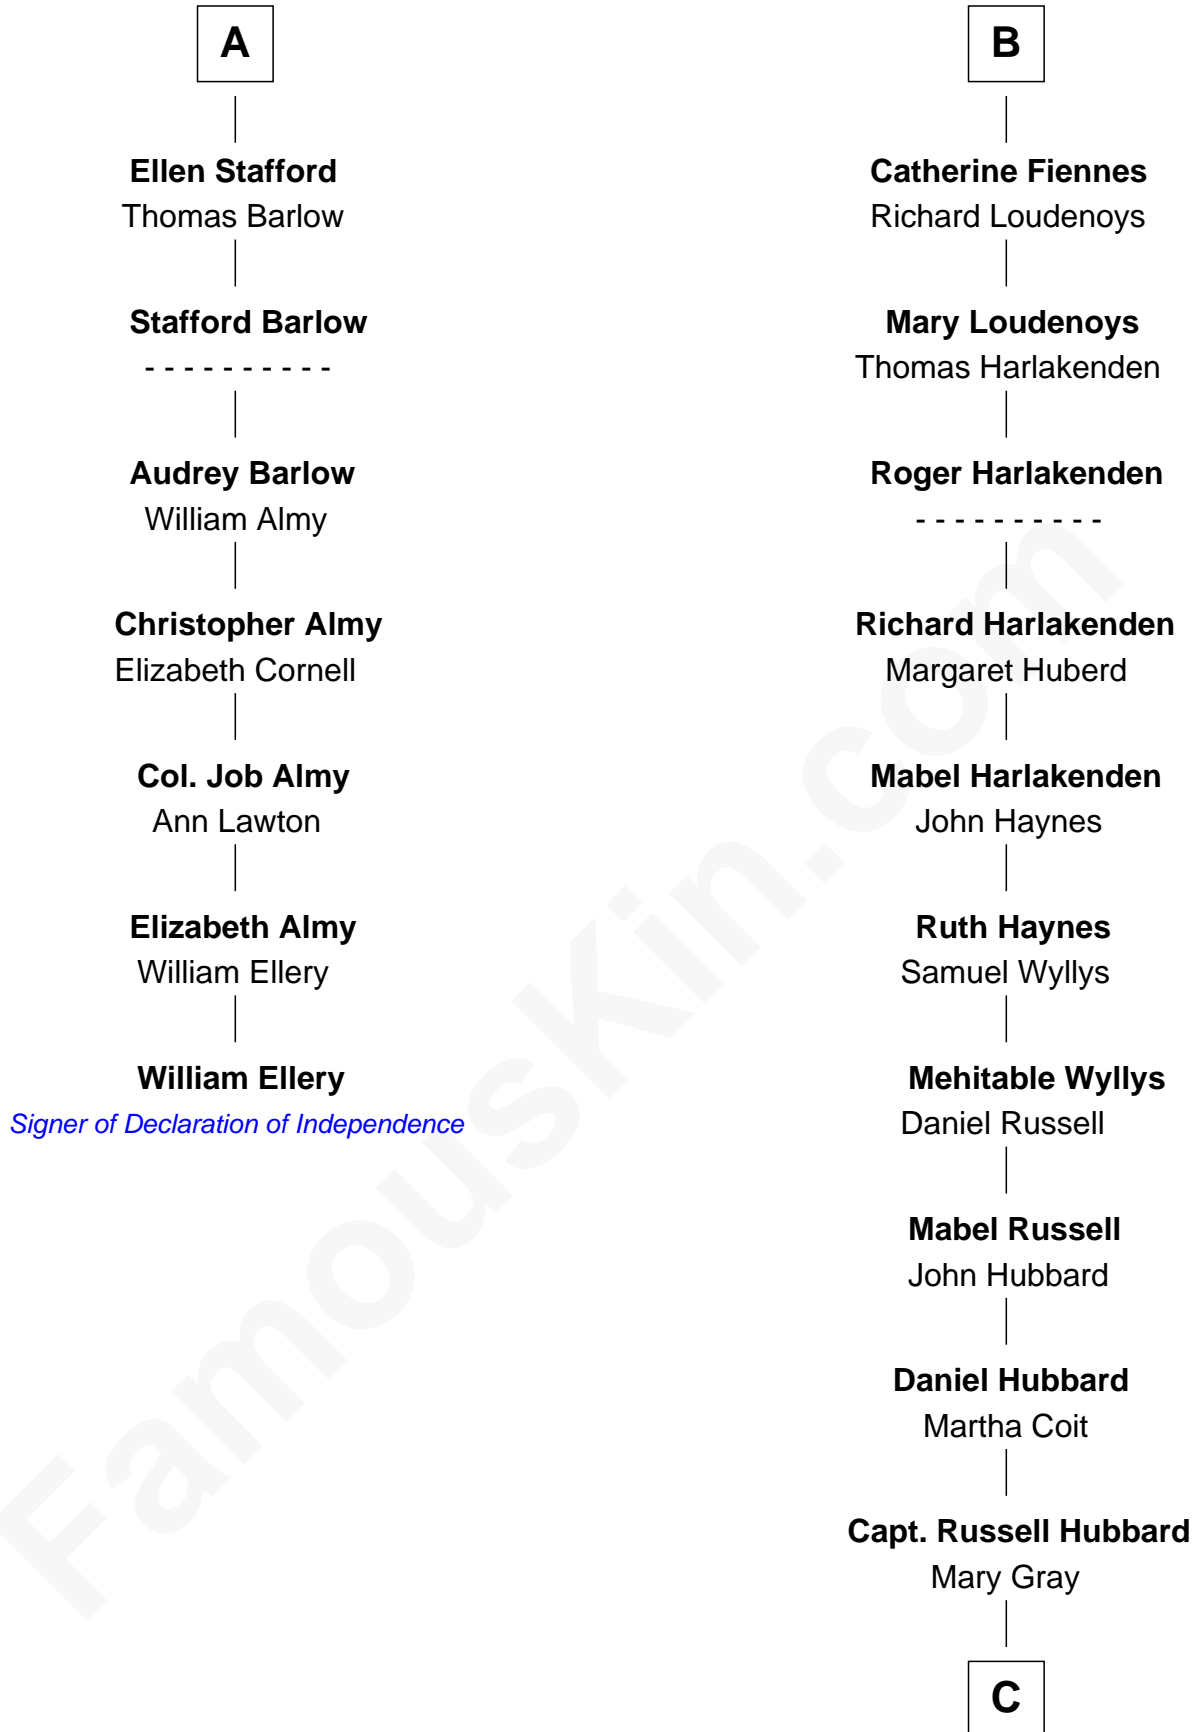 A
Ellen Stafford
Thomas Barlow
Stafford Barlow
- - - - - - - - - -
Audrey Barlow
William Almy
Christopher Almy
Elizabeth Cornell
Col. Job Almy
Ann Lawton
Elizabeth Almy
William Ellery
William Ellery
Signer of Declaration of Independence
B
Catherine Fiennes
Richard Loudenoys
Mary Loudenoys
Thomas Harlakenden
Roger Harlakenden
- - - - - - - - - -
Richard Harlakenden
Margaret Huberd
Mabel Harlakenden
John Haynes
Ruth Haynes
Samuel Wyllys
Mehitable Wyllys
Daniel Russell
Mabel Russell
John Hubbard
Daniel Hubbard
Martha Coit
Capt. Russell Hubbard
Mary Gray
C
FamousKin.com